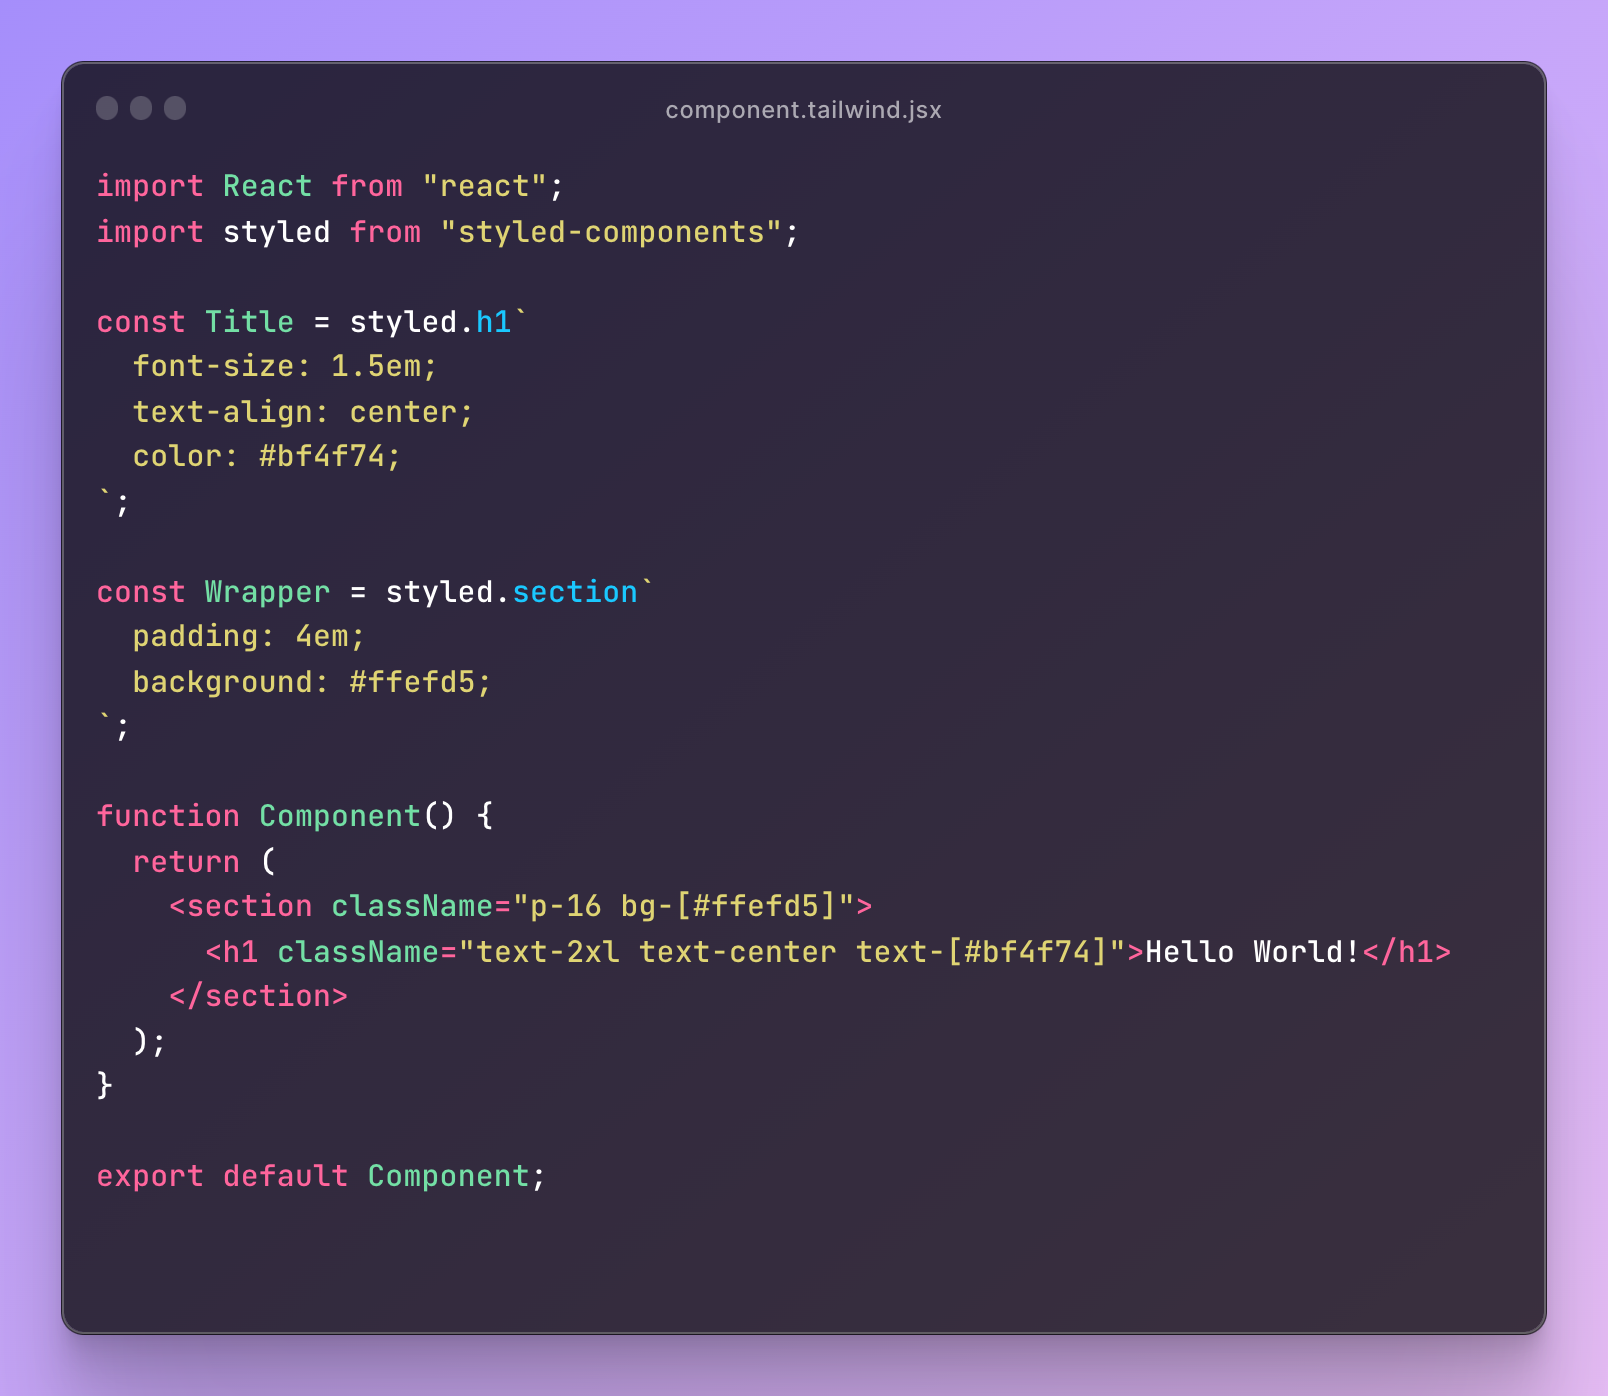 component.tailwind.jsx
import React from "react";
import styled from "styled-components";

const Title = styled.h1`
  font-size: 1.5em;
  text-align: center;
  color: #bf4f74;
`;

const Wrapper = styled.section`
  padding: 4em;
  background: #ffefd5;
`;

function Component() {
  return (
    <section className="p-16 bg-[#ffefd5]">
      <h1 className="text-2xl text-center text-[#bf4f74]">Hello World!</h1>
    </section>
  );
}

export default Component;